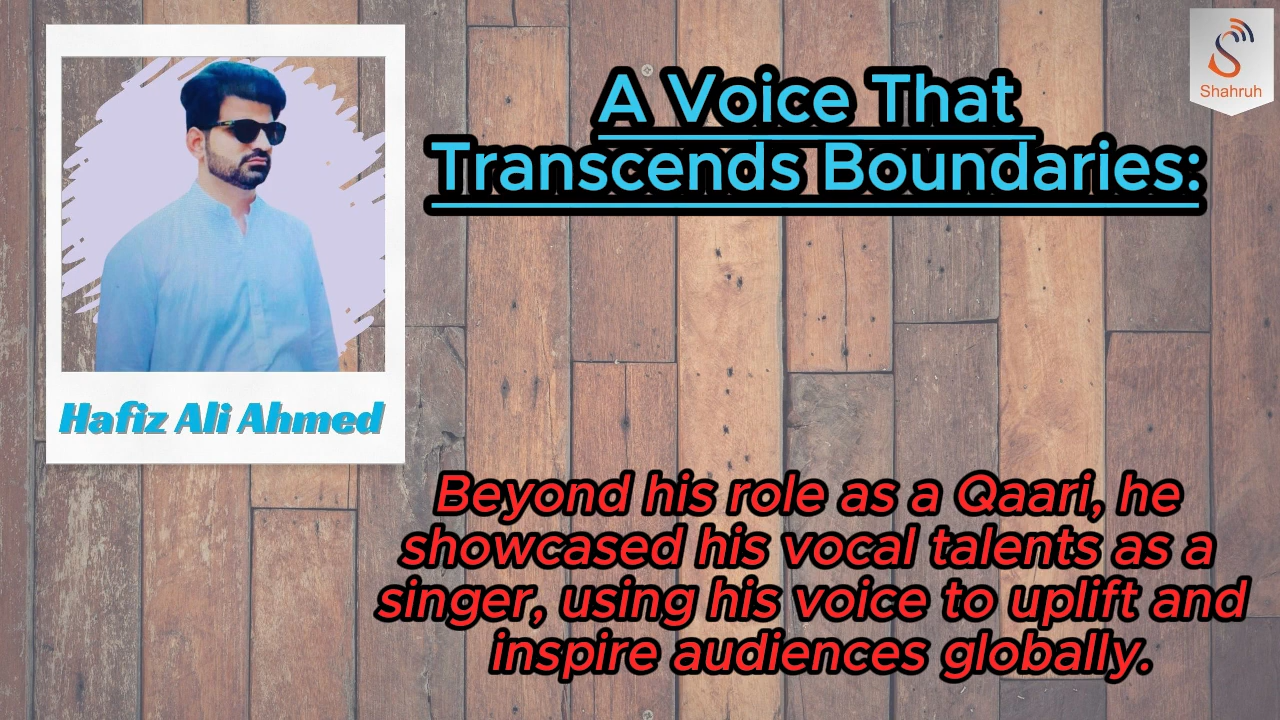 A Voice That
Transcends Boundaries:
Shahruh
Hafiz Ali Ahmed
Beyond his role as a Qaari, he
showcased his vocal talents as a
singer, using his voice to uplift and
inspire audiences globally.